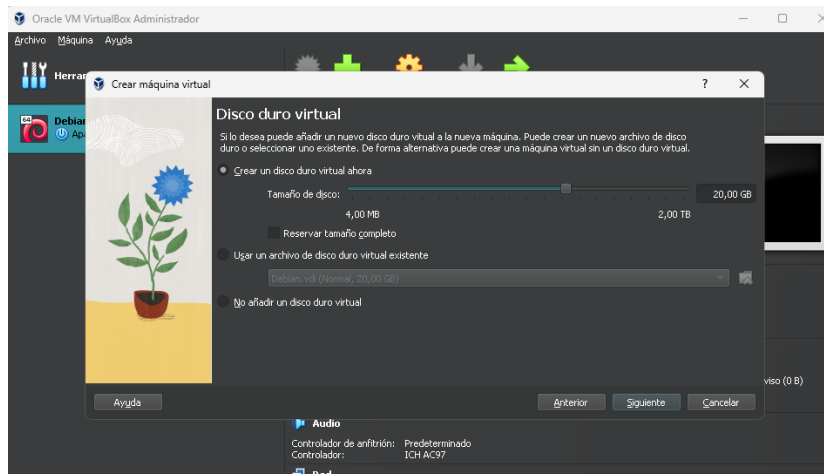 Oracle VM VirtualBox Administrador
Archivo Máquina Ayuda
Crear máquina virtual
64
Disco duro virtual
Si lo desea puede añadir un nuevo disco duro vitual a la nueva máquina. Puede crear un nuevo archivo de disco
duro o seleccionar uno existente. De forma alternativa puede crear una máquina virtual sin un disco duro virtual.
Crear un disco duro virtual ahora
Tamaño de disco:
20,00 GB
4,00 MB 2,00 TB
Reservar tamaño completo
Usar un archivo de disco duro virtual existente
Debian.vdi (Normal, 20,00 GB)
No añadir un disco duro virtual
(0 B)
Ayuda Anterior Siguiente Cancelar
Audio
Controlador de anfitrión: Predeterminado
Controlador: ICH AC97